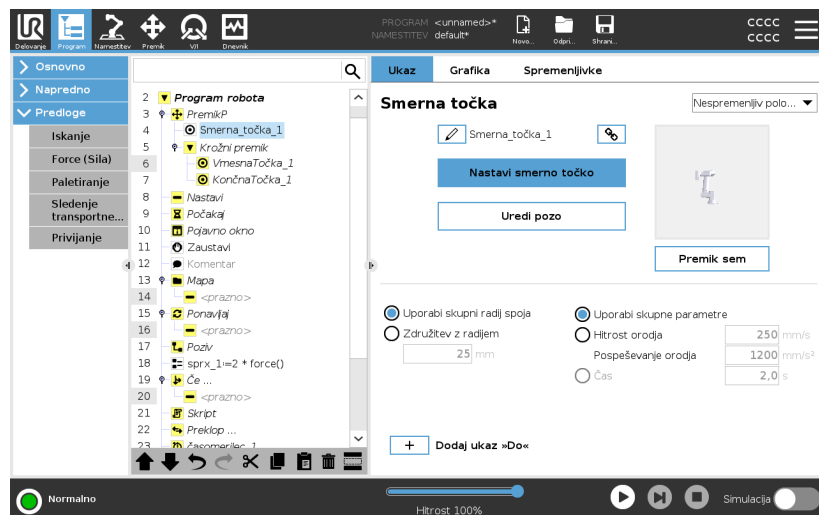 PROGRAM <unnamed>*
NAMESTITEV default*
CCCC
CCCC
Delovanje Program Namestitev Premik V/I Dnevnik Novo... Odpri... Shrani...
Osnovno
Napredno
Predloge
Iskanje
Force (Sila)
Paletiranje
Sledenje
transportne...
Privijanje
2 Program robota
3 PremikP
4 Smerna_točka_1
5 Krožni premik
6 VmesnaTočka_1
7 KončnaTočka_1
8 Nastavi
9 Počakaj
10 Pojavno okno
11 Zaustavi
12 Komentar
13 Mapa
14 <prazno>
15 Ponavljaj
16 <prazno>
17 Poziv
18 sprx_1≔2 * force()
19 Če ...
20 <prazno>
21 Skript
22 Preklop ...
23 časomerilec_1
Ukaz Grafika Spremenljivke
Smerna točka
Nespremenljiv polo...
Smerna_točka_1
Nastavi smerno točko
Uredi pozo
Premik sem
Uporabi skupni radij spoja
Združitev z radijem
25 mm
Uporabi skupne parametre
Hitrost orodja 250 mm/s
Pospeševanje orodja 1200 mm/s²
Čas 2,0 s
+ Dodaj ukaz »Do«
Normalno
Hitrost 100%
Simulacija